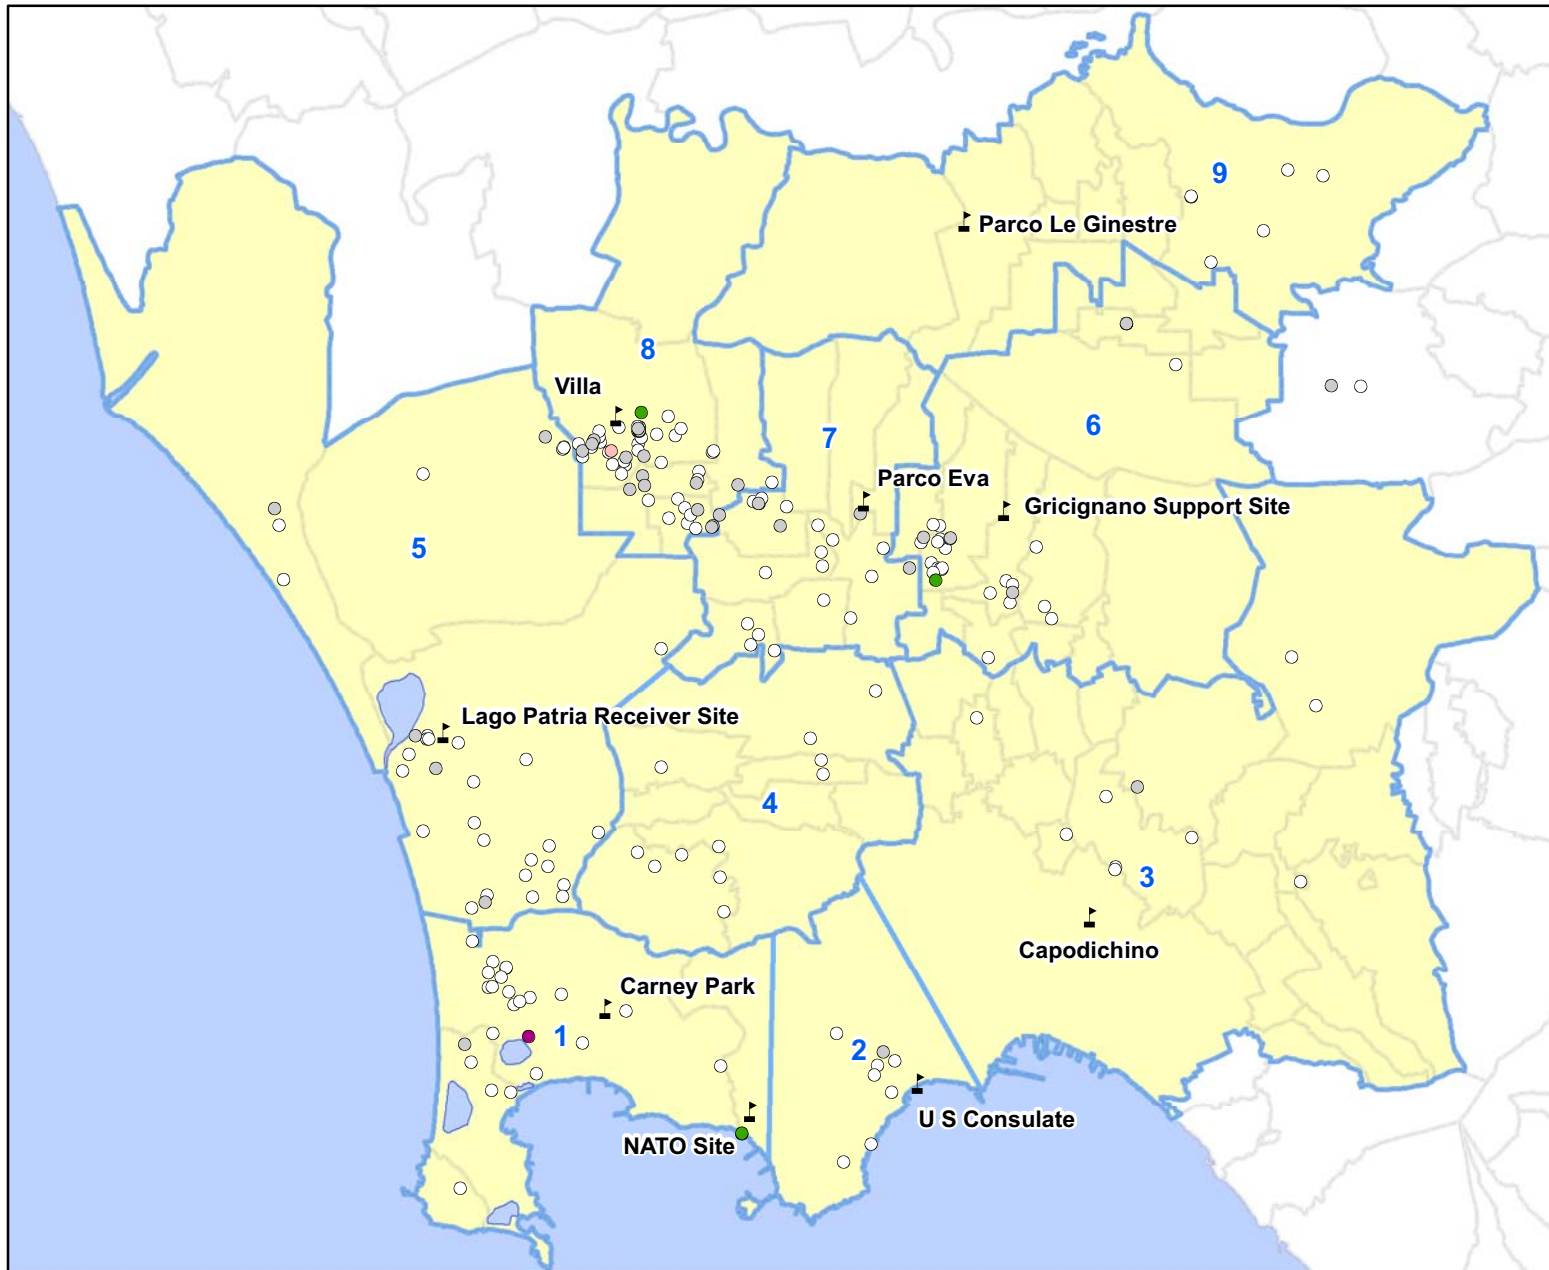 9
Parco Le Ginestre
8
Villa
7
6
Parco Eva
Gricignano Support Site
5
Lago Patria Receiver Site
4
3
Capodichino
Carney Park
1
2
U S Consulate
NATO Site